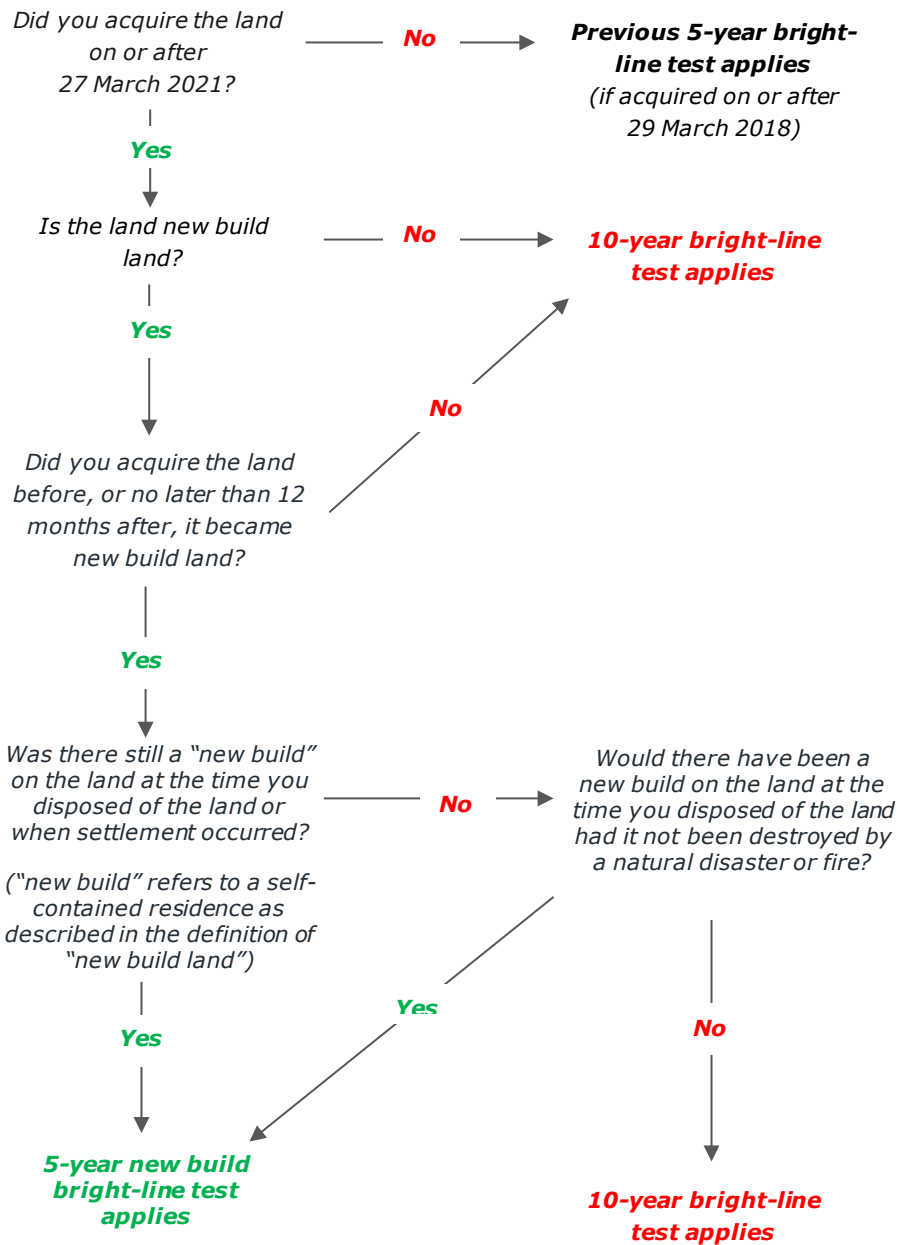 Did you acquire the land
on or after
27 March 2021?
No
Previous 5-year bright-
line test applies
(if acquired on or after
29 March 2018)
Yes
Is the land new build
land?
No
10-year bright-line
test applies
Yes
No
Did you acquire the land
before, or no later than 12
months after, it became
new build land?
Yes
Was there still a “new build”
on the land at the time you
disposed of the land or
when settlement occurred?
(“new build” refers to a self-
contained residence as
described in the definition of
“new build land”)
No
Would there have been a
new build on the land at the
time you disposed of the land
had it not been destroyed by
a natural disaster or fire?
Yes
Yes
No
5-year new build
bright-line test
applies
10-year bright-line
test applies